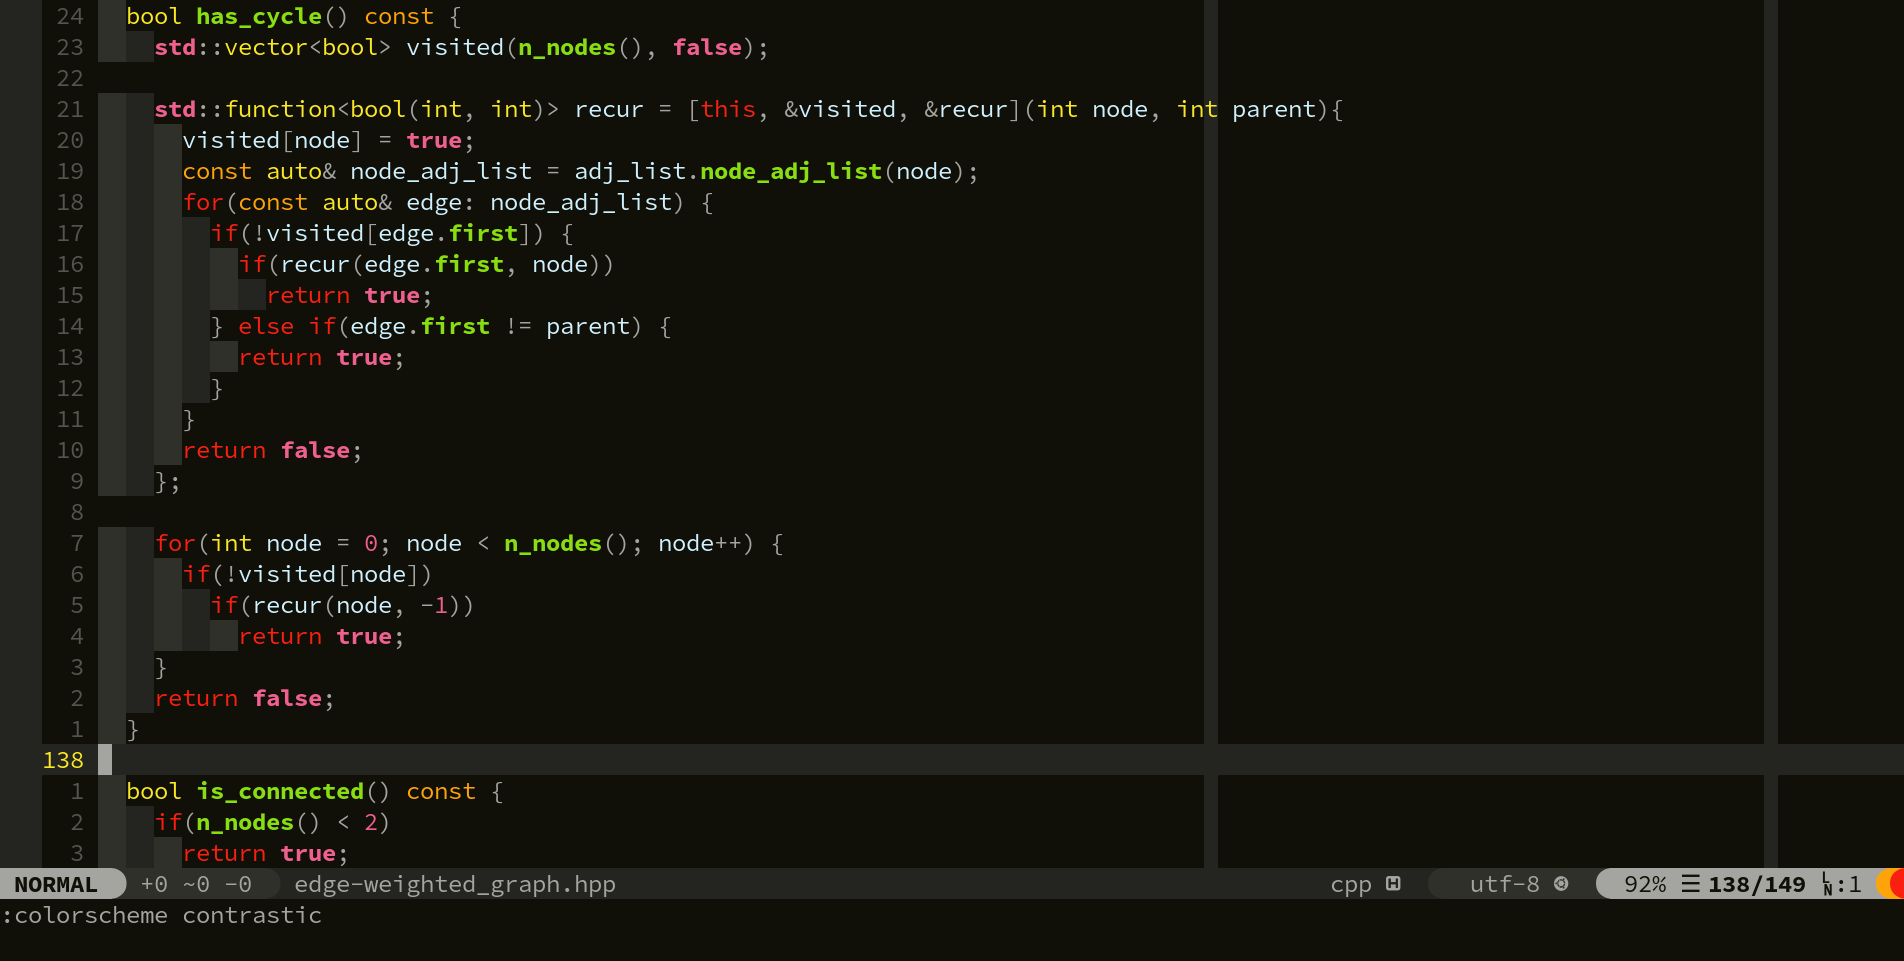 24 bool has_cycle() const {
23 std::vector<bool> visited(n_nodes(), false);
22
21 std::function<bool(int, int)> recur = [this, &visited, &recur](int node, int parent){
20 visited[node] = true;
19 const auto& node_adj_list = adj_list.node_adj_list(node);
18 for(const auto& edge: node_adj_list) {
17 if(!visited[edge.first]) {
16 if(recur(edge.first, node))
15 return true;
14 } else if(edge.first != parent) {
13 return true;
12 }
11 }
10 return false;
9 };
8
7 for(int node = 0; node < n_nodes(); node++) {
6 if(!visited[node])
5 if(recur(node, -1))
4 return true;
3 }
2 return false;
1 }
138
1 bool is_connected() const {
2 if(n_nodes() < 2)
3 return true;
NORMAL +0 ~0 -0 edge-weighted_graph.hpp cpp utf-8 92% ☰ 138/149 LN:1
:colorscheme contrastic